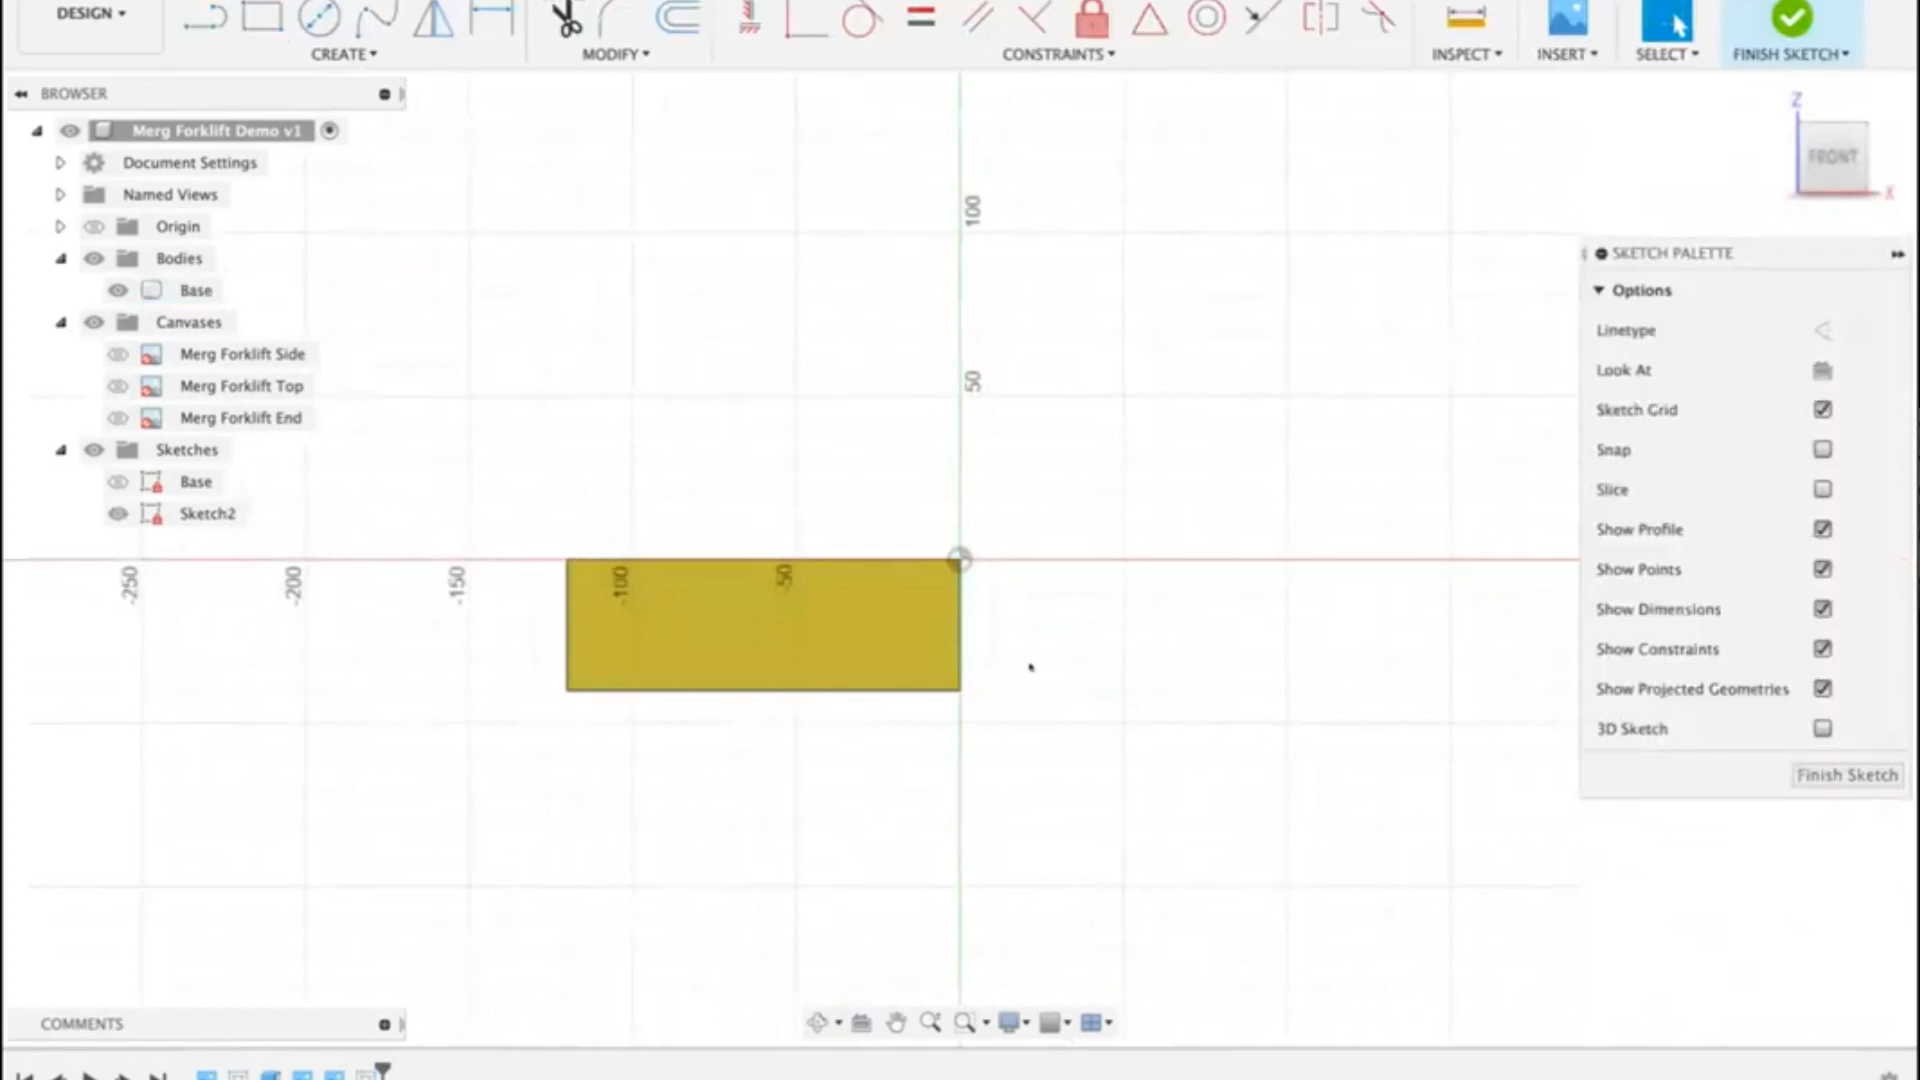 DESIGN
CREATE
MODIFY
CONSTRAINTS
INSPECT
INSERT
SELECT
FINISH SKETCH
BROWSER
Merg Forklift Demo v1
Document Settings
Named Views
Origin
Bodies
Base
Canvases
Merg Forklift Side
Merg Forklift Top
Merg Forklift End
Sketches
Base
Sketch2
100
50
-250
-200
-150
-100
-50
Z
FRONT
X
SKETCH PALETTE
Options
Linetype
Look At
Sketch Grid
Snap
Slice
Show Profile
Show Points
Show Dimensions
Show Constraints
Show Projected Geometries
3D Sketch
Finish Sketch
COMMENTS